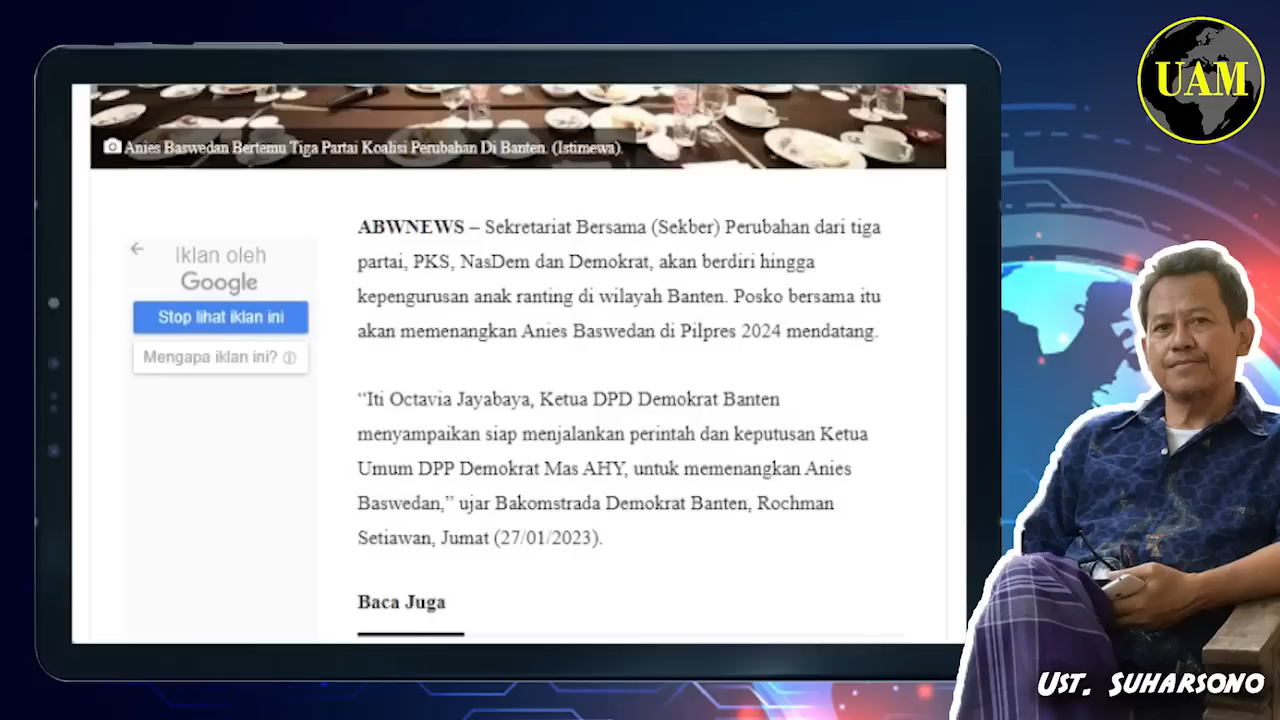 UAM
Anies Baswedan Bertemu Tiga Partai Koalisi Perubahan Di Banten. (Istimewa).
Iklan oleh
Google
Stop lihat iklan ini
Mengapa iklan ini?
ABWNEWS – Sekretariat Bersama (Sekber) Perubahan dari tiga
partai, PKS, NasDem dan Demokrat, akan berdiri hingga
kepengurusan anak ranting di wilayah Banten. Posko bersama itu
akan memenangkan Anies Baswedan di Pilpres 2024 mendatang.
“Iti Octavia Jayabaya, Ketua DPD Demokrat Banten
menyampaikan siap menjalankan perintah dan keputusan Ketua
Umum DPP Demokrat Mas AHY, untuk memenangkan Anies
Baswedan,” ujar Bakomstrada Demokrat Banten, Rochman
Setiawan, Jumat (27/01/2023).
Baca Juga
Ust. Suharsono